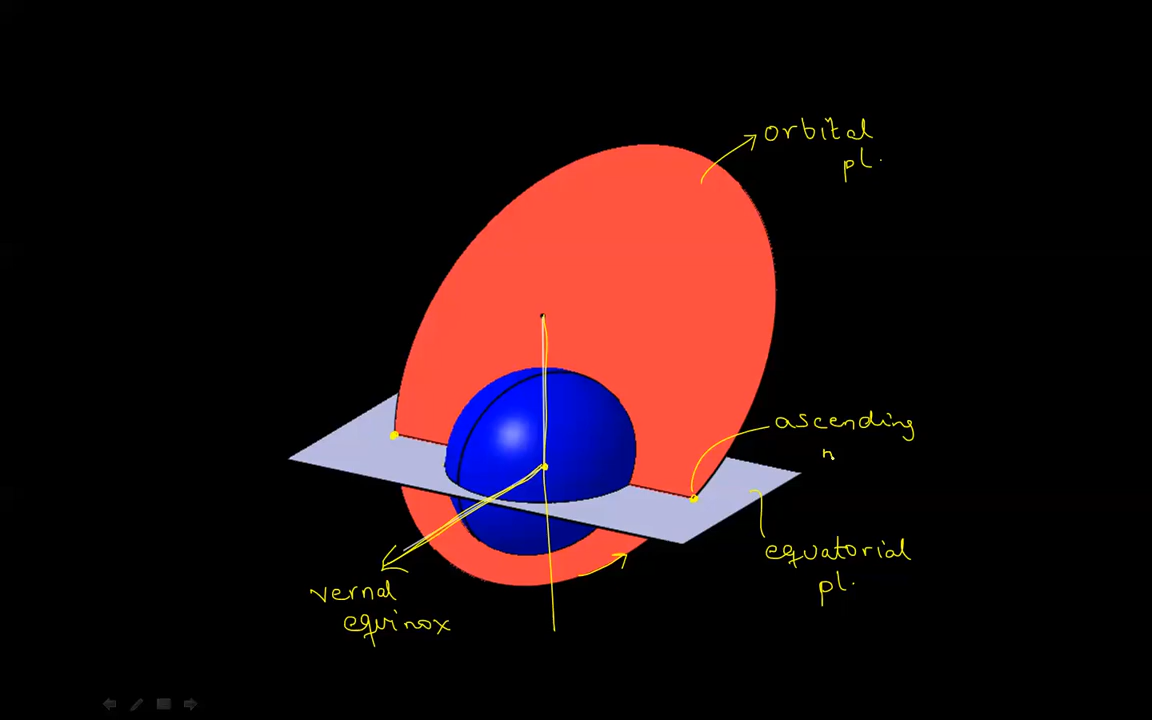 orbital
pl.
ascending
n
equatorial
pl.
vernal
equinox